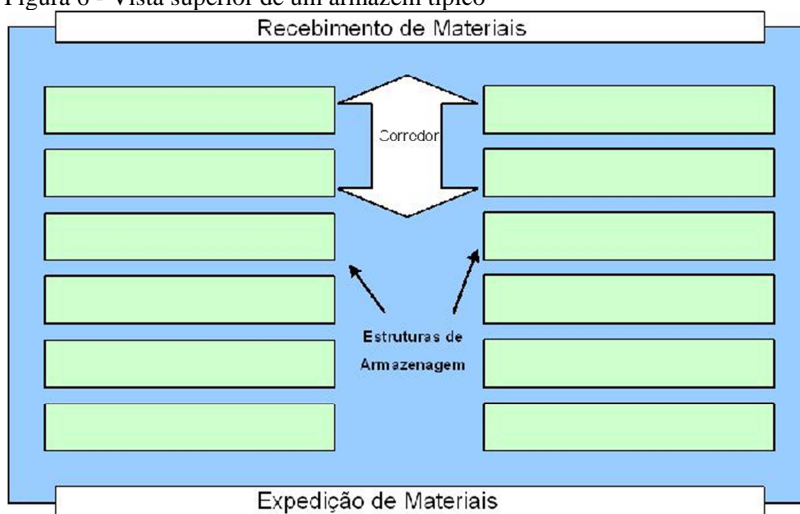 Figura 6 - Vista superior de um armazém típico
Recebimento de Materiais
Corredor
Estruturas de
Armazenagem
Expedição de Materiais